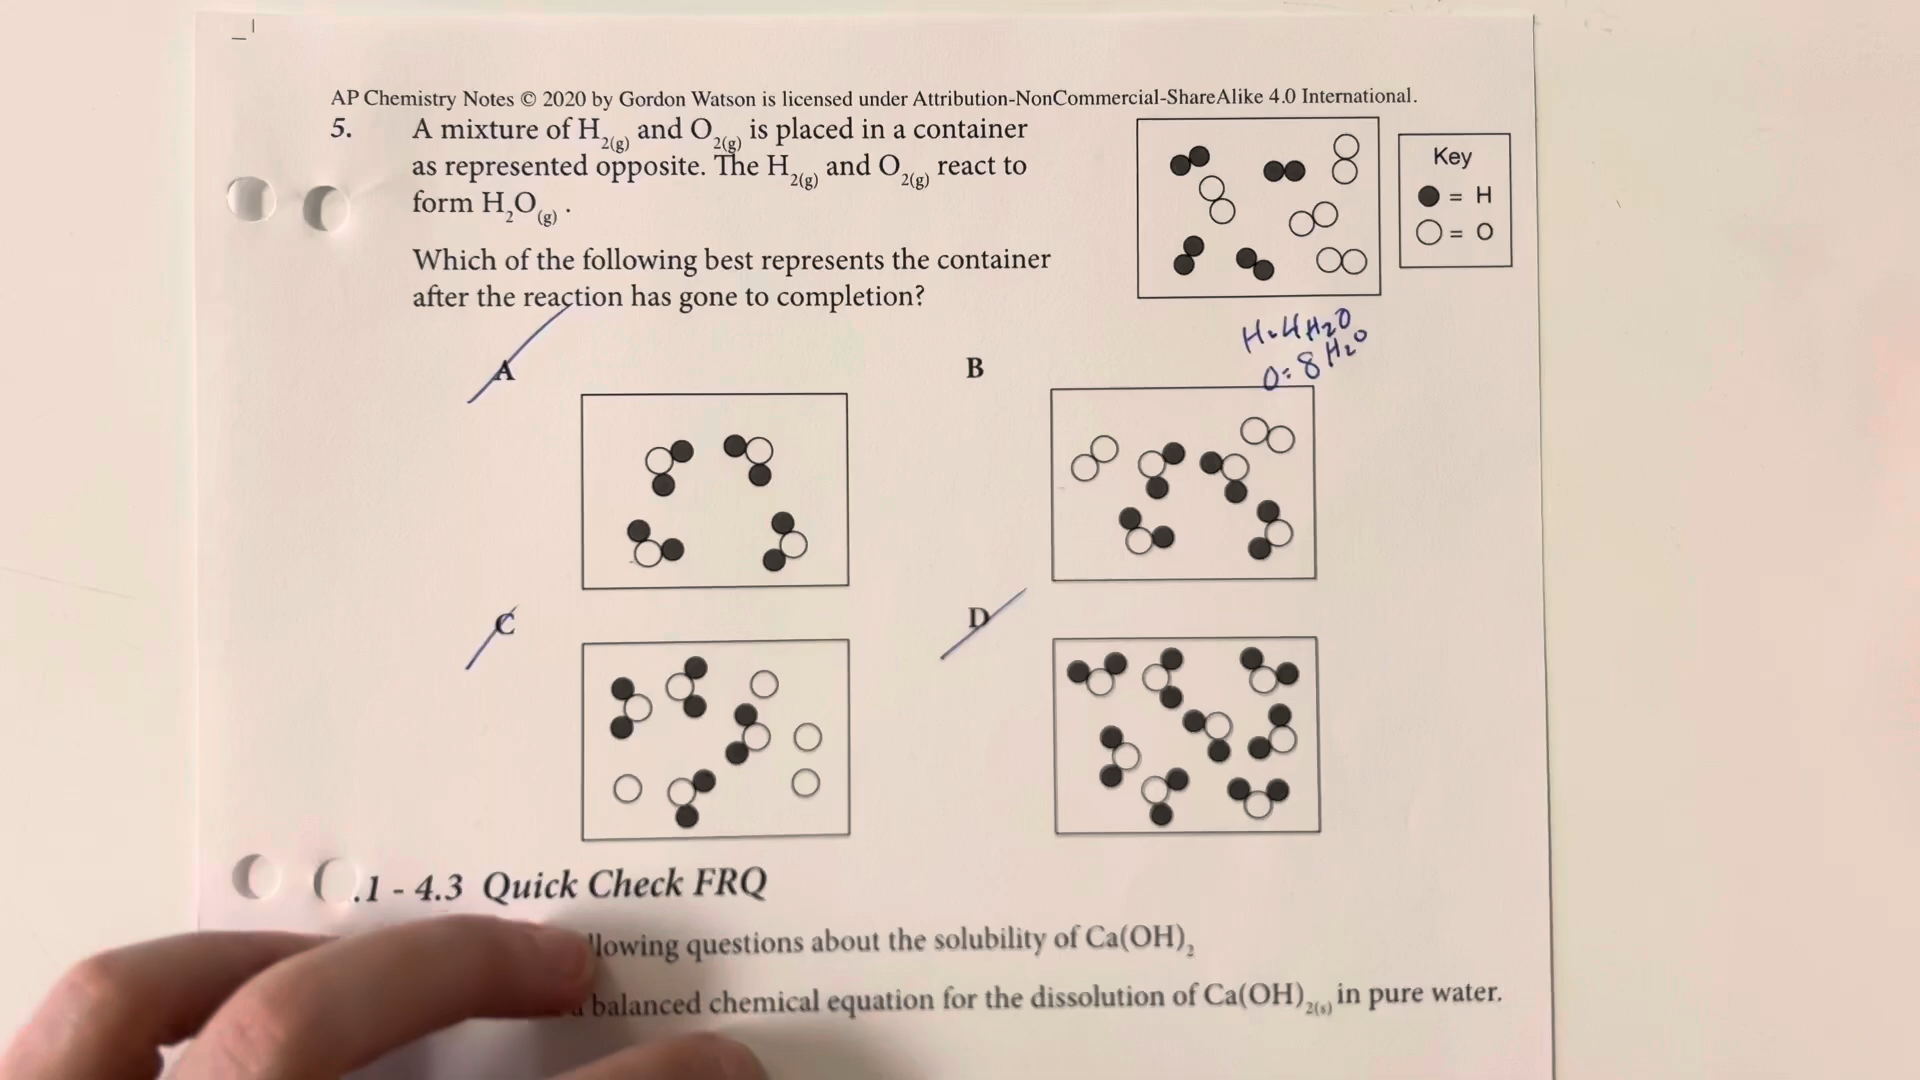 AP Chemistry Notes © 2020 by Gordon Watson is licensed under Attribution-NonCommercial-ShareAlike 4.0 International.
5. A mixture of H2(g) and O2(g) is placed in a container
as represented opposite. The H2(g) and O2(g) react to
form H2O(g) .
Which of the following best represents the container
after the reaction has gone to completion?
Key
= H
= O
H=4H2O
O=8H2O
A
B
C
D
.1 - 4.3 Quick Check FRQ
llowing questions about the solubility of Ca(OH)2
balanced chemical equation for the dissolution of Ca(OH)2(s) in pure water.